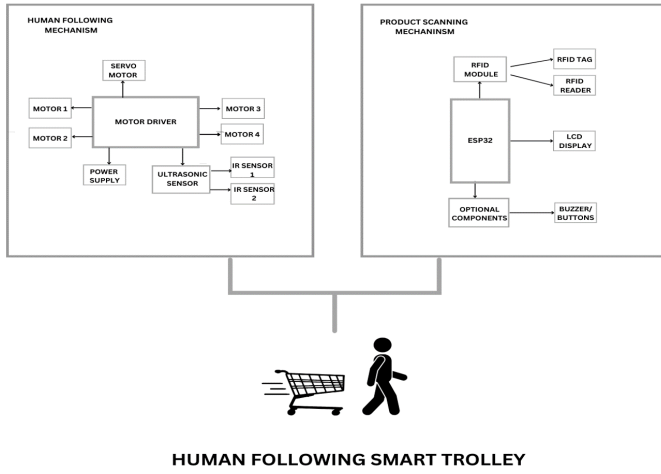 HUMAN FOLLOWING
MECHANISM
SERVO
MOTOR
MOTOR 1
MOTOR 3
MOTOR DRIVER
MOTOR 2
MOTOR 4
POWER
SUPPLY
ULTRASONIC
SENSOR
IR SENSOR
1
IR SENSOR
2
PRODUCT SCANNING
MECHANINSM
RFID
MODULE
RFID TAG
RFID
READER
ESP32
LCD
DISPLAY
OPTIONAL
COMPONENTS
BUZZER/
BUTTONS
HUMAN FOLLOWING SMART TROLLEY